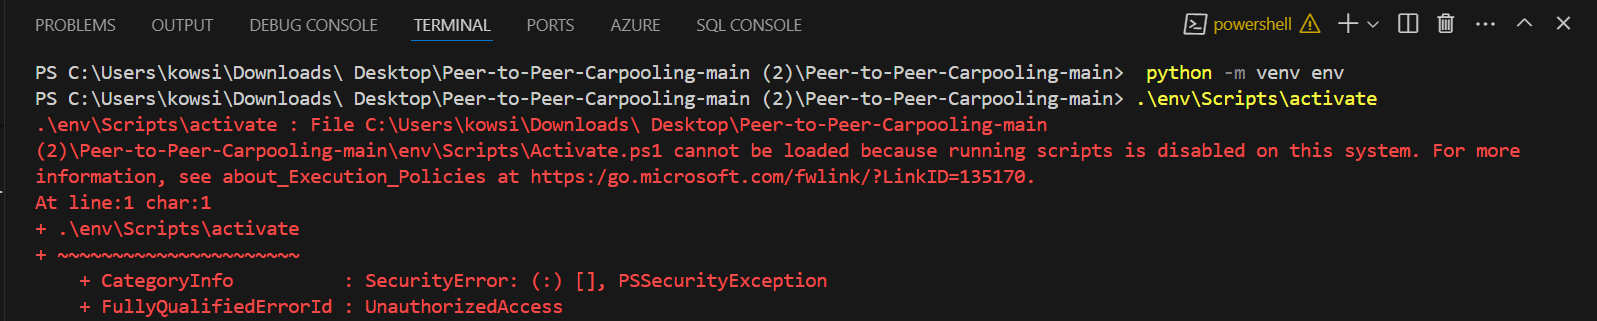 PROBLEMS OUTPUT DEBUG CONSOLE TERMINAL PORTS AZURE SQL CONSOLE powershell
PS C:\Users\kowsi\Downloads\ Desktop\Peer-to-Peer-Carpooling-main (2)\Peer-to-Peer-Carpooling-main>  python -m venv env
PS C:\Users\kowsi\Downloads\ Desktop\Peer-to-Peer-Carpooling-main (2)\Peer-to-Peer-Carpooling-main> .\env\Scripts\activate
.\env\Scripts\activate : File C:\Users\kowsi\Downloads\ Desktop\Peer-to-Peer-Carpooling-main
(2)\Peer-to-Peer-Carpooling-main\env\Scripts\Activate.ps1 cannot be loaded because running scripts is disabled on this system. For more
information, see about_Execution_Policies at https:/go.microsoft.com/fwlink/?LinkID=135170.
At line:1 char:1
+ .\env\Scripts\activate
+ ~~~~~~~~~~~~~~~~~~~~~~
    + CategoryInfo          : SecurityError: (:) [], PSSecurityException
    + FullyQualifiedErrorId : UnauthorizedAccess